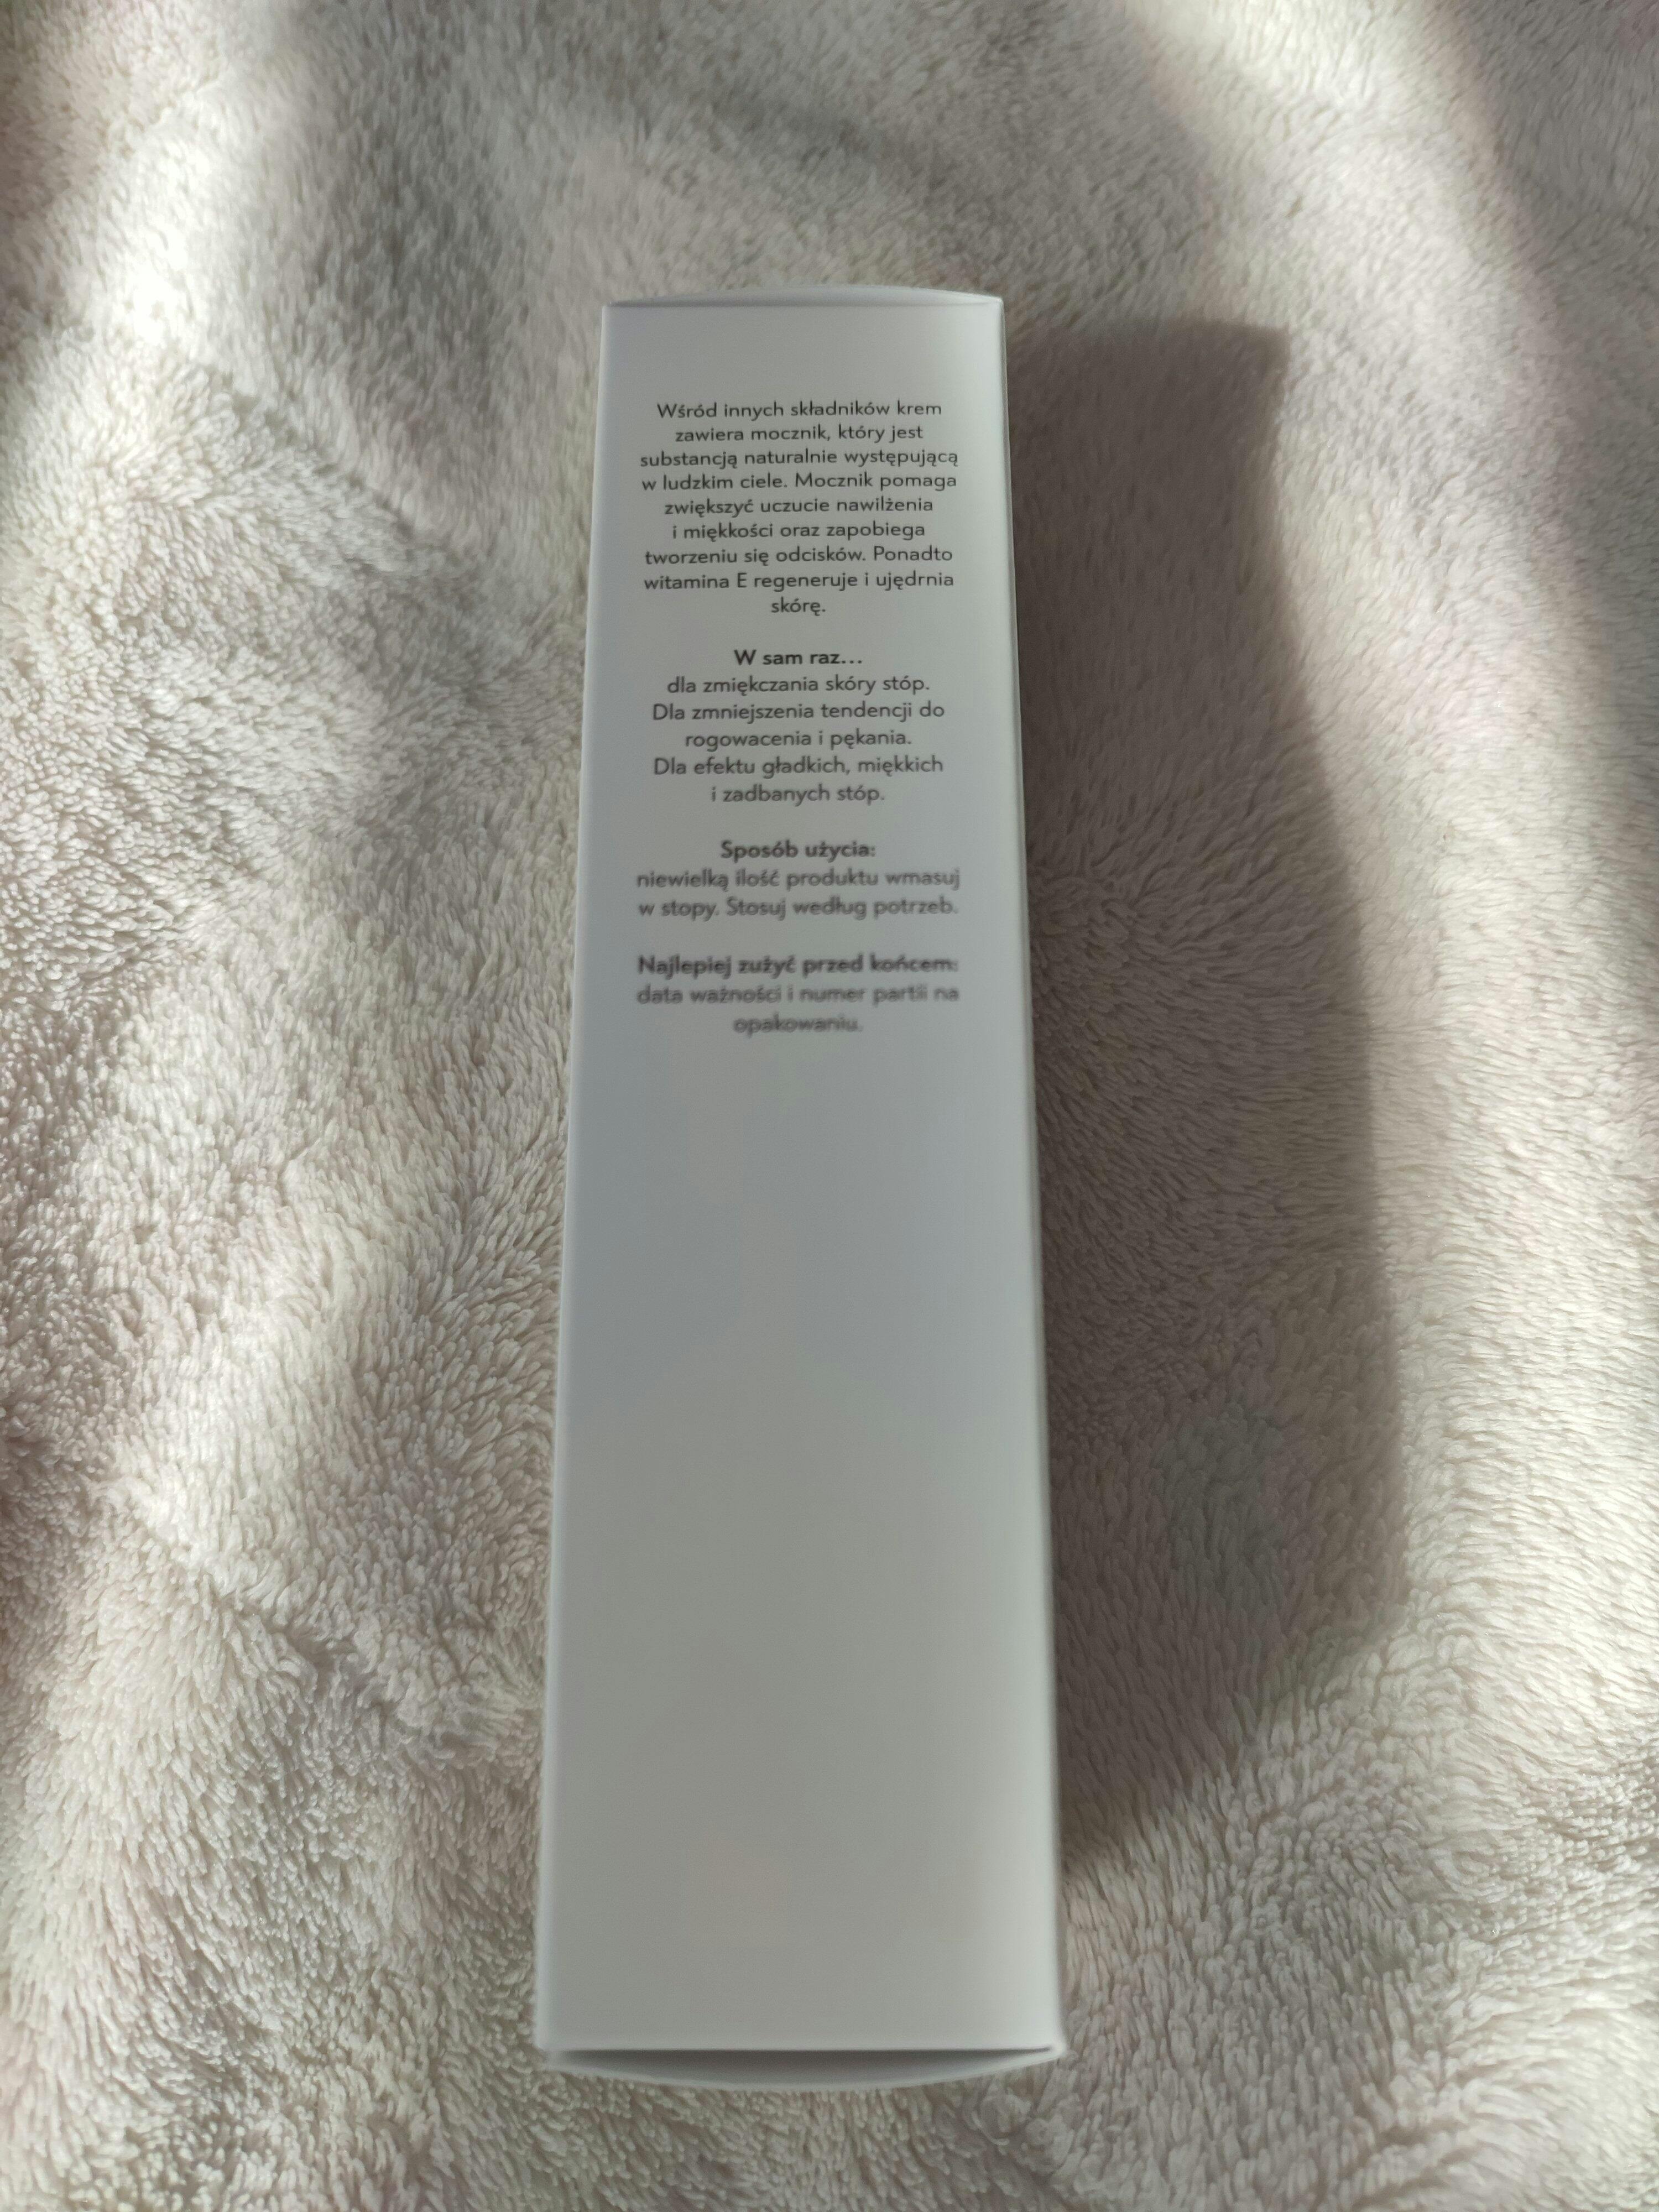 Wśród innych składników krem
zawiera mocznik, który jest
substancją naturalnie występującą
w ludzkim ciele. Mocznik pomaga
zwiększyć uczucie nawilżenia
i miękkości oraz zapobiega
tworzeniu się odcisków. Ponadto
witamina E regeneruje i ujędrnia
skórę.
W sam raz...
dla zmiękczania skóry stóp.
Dla zmniejszenia tendencji do
rogowacenia i pękania.
Dla efektu gładkich, miękkich
i zadbanych stóp.
Sposób użycia:
niewielką ilość produktu wmasuj
w stopy. Stosuj według potrzeb.
Najlepiej zużyć przed końcem:
data ważności i numer partii na
opakowaniu.